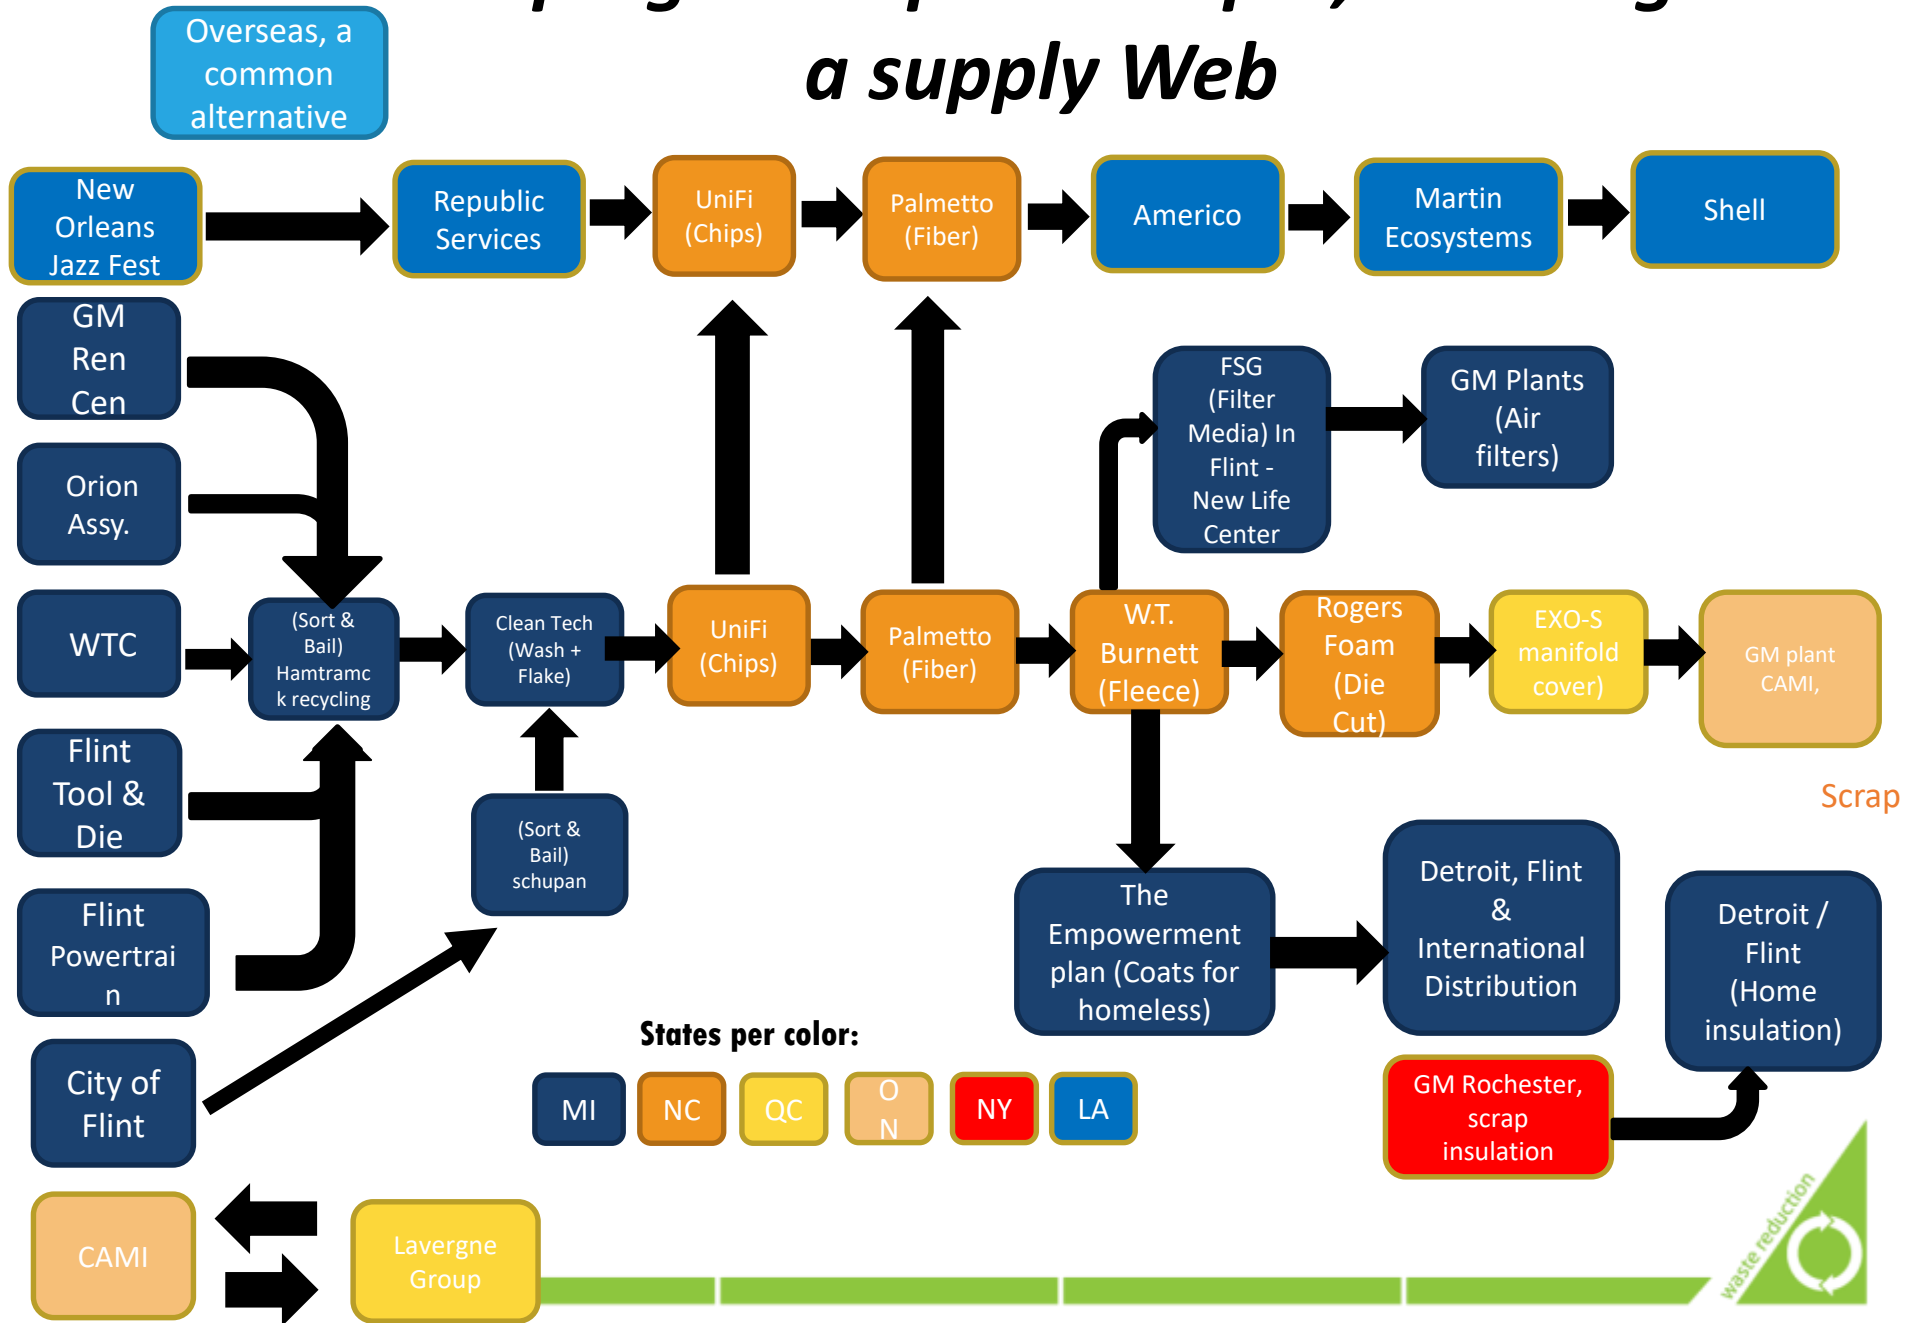 a supply Web
Overseas, a
common
alternative
New
Orleans
Jazz Fest
Republic
Services
UniFi
(Chips)
Palmetto
(Fiber)
Americo
Martin
Ecosystems
Shell
GM
Ren
Cen
Orion
Assy.
WTC
Flint
Tool &
Die
Flint
Powertrai
n
City of
Flint
(Sort &
Bail)
Hamtramc
k recycling
Clean Tech
(Wash +
Flake)
(Sort &
Bail)
schupan
UniFi
(Chips)
Palmetto
(Fiber)
W.T.
Burnett
(Fleece)
Rogers
Foam
(Die
Cut)
EXO-S
manifold
cover)
GM plant
CAMI,
FSG
(Filter
Media) In
Flint -
New Life
Center
GM Plants
(Air
filters)
Scrap
The
Empowerment
plan (Coats for
homeless)
Detroit, Flint
&
International
Distribution
Detroit /
Flint
(Home
insulation)
GM Rochester,
scrap
insulation
States per color:
MI
NC
QC
O
N
NY
LA
CAMI
Lavergne
Group
waste reduction